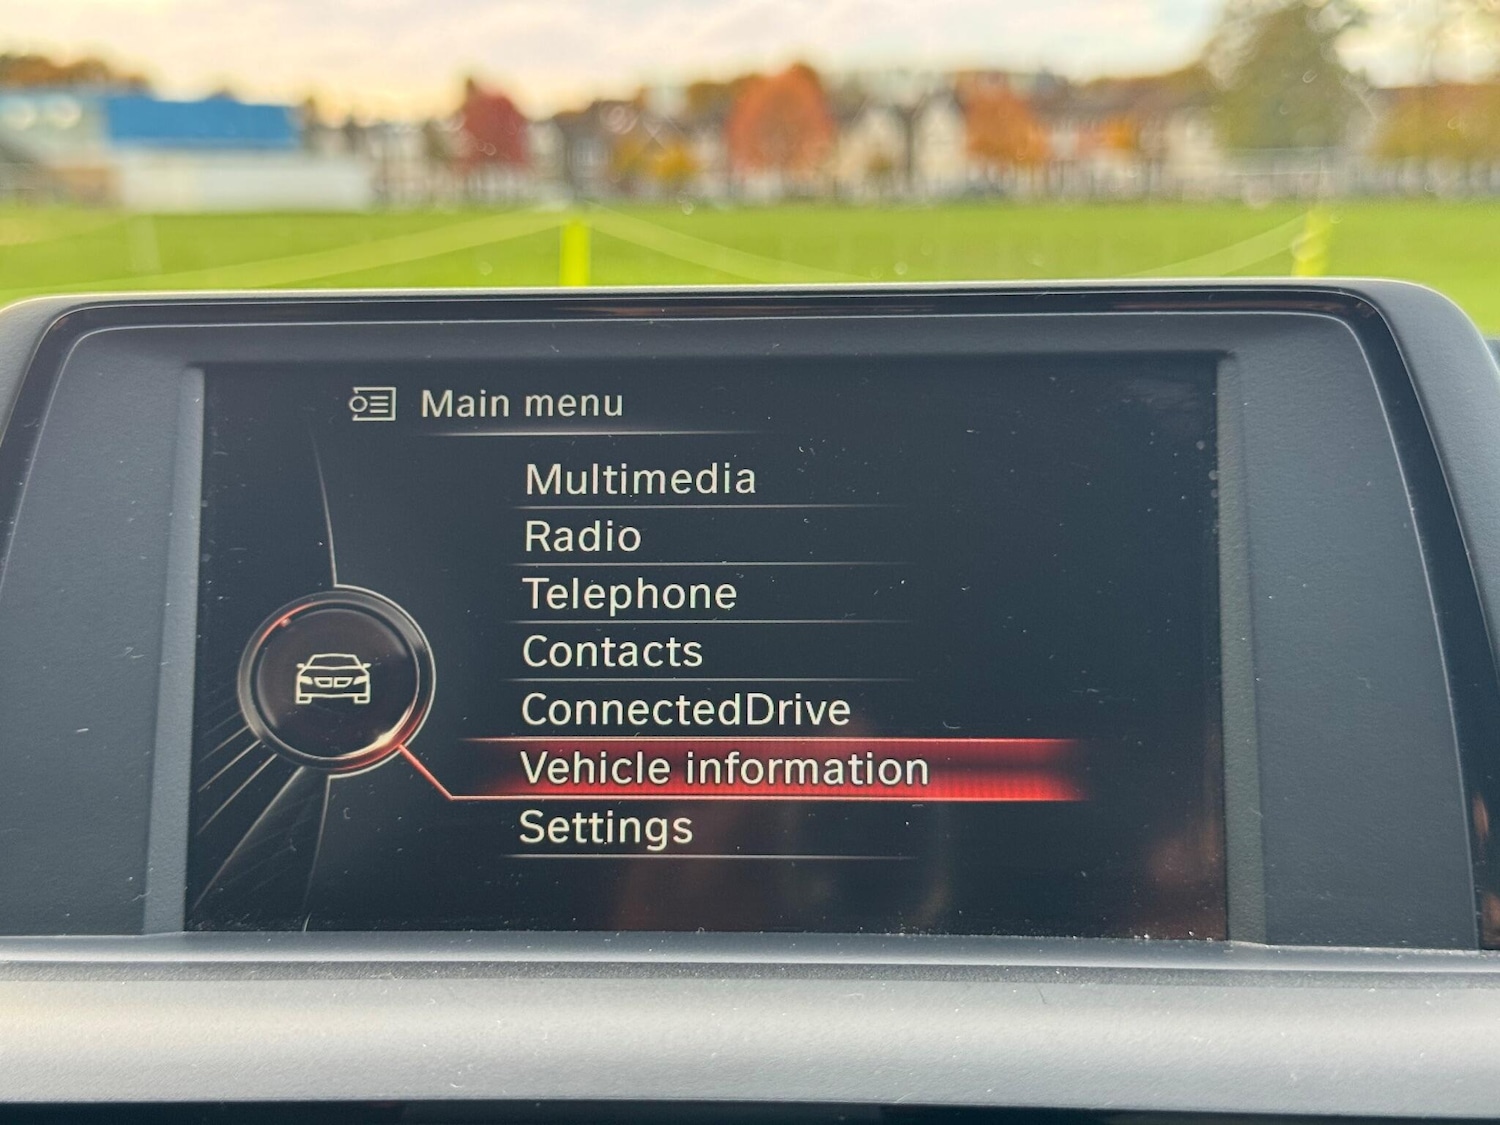 Main menu
Multimedia
Radio
Telephone
Contacts
ConnectedDrive
Vehicle information
Settings